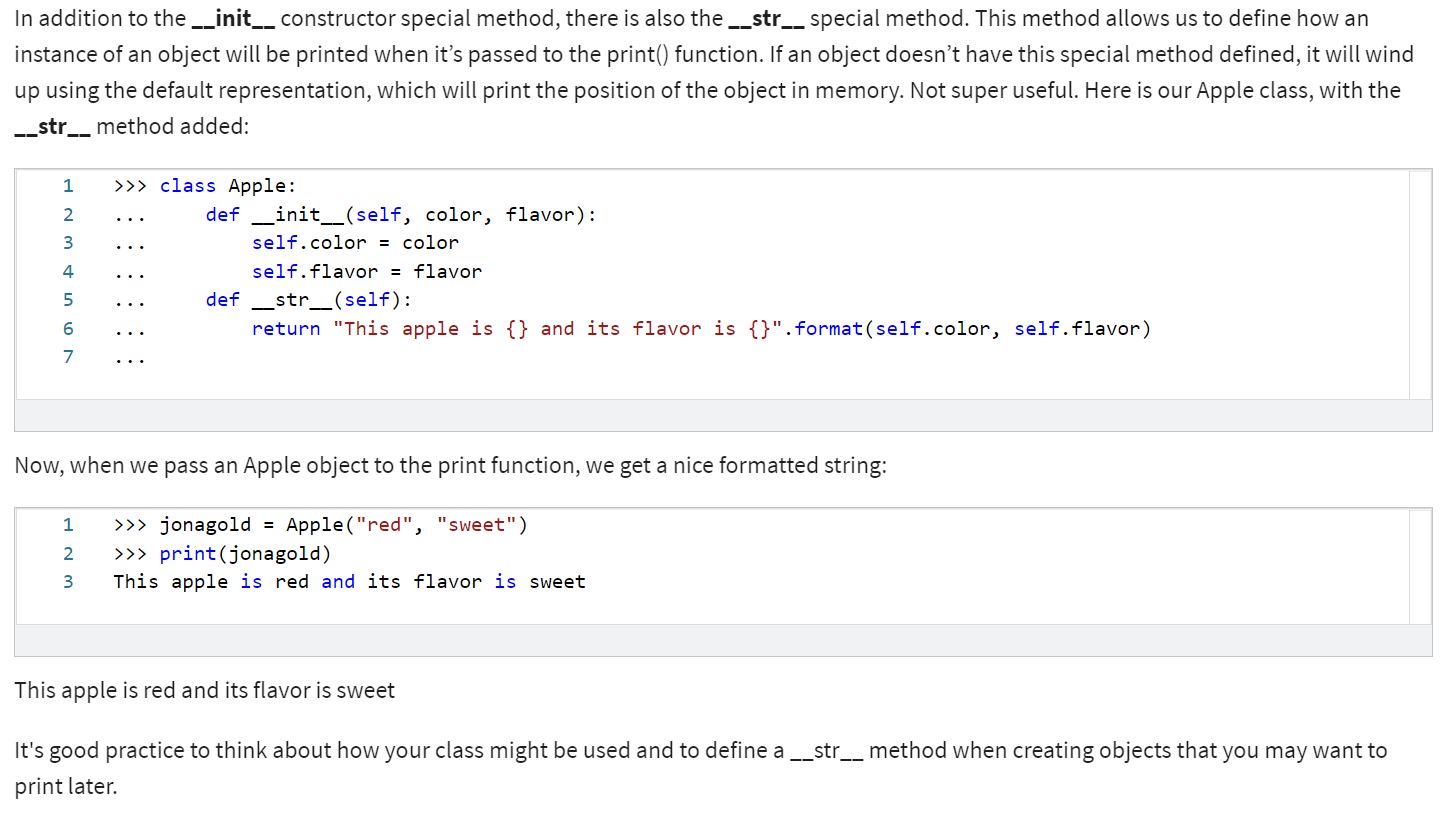 In addition to the __init__ constructor special method, there is also the __str__ special method. This method allows us to define how an
instance of an object will be printed when it’s passed to the print() function. If an object doesn’t have this special method defined, it will wind
up using the default representation, which will print the position of the object in memory. Not super useful. Here is our Apple class, with the
__str__ method added:
1 >>> class Apple:
2 ...     def __init__(self, color, flavor):
3 ...         self.color = color
4 ...         self.flavor = flavor
5 ...     def __str__(self):
6 ...         return "This apple is {} and its flavor is {}".format(self.color, self.flavor)
7 ...
Now, when we pass an Apple object to the print function, we get a nice formatted string:
1 >>> jonagold = Apple("red", "sweet")
2 >>> print(jonagold)
3 This apple is red and its flavor is sweet
This apple is red and its flavor is sweet
It's good practice to think about how your class might be used and to define a __str__ method when creating objects that you may want to
print later.